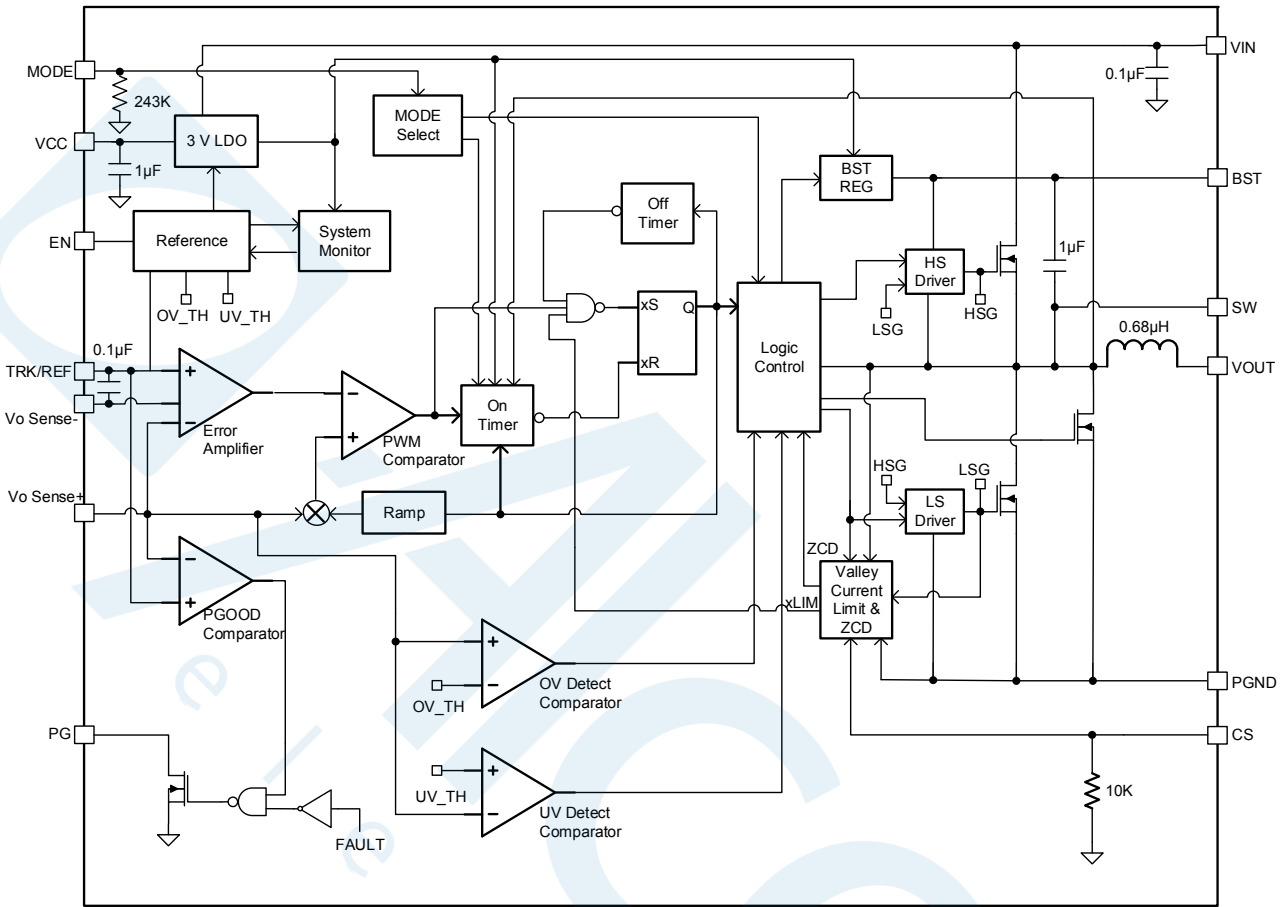 MODE
243K
VCC
1µF
3 V LDO
MODE
Select
VIN
0.1µF
BST
REG
BST
EN
Reference
System
Monitor
OV_TH
UV_TH
Off
Timer
HS
Driver
LSG
HSG
1µF
SW
0.1µF
TRK/REF
Vo Sense-
+
−
Error
Amplifier
−
+
PWM
Comparator
On
Timer
xS
Q
xR
Logic
Control
0.68µH
VOUT
Vo Sense+
Ramp
HSG
LSG
LS
Driver
ZCD
Valley
Current
Limit &
ZCD
xLIM
−
+
PGOOD
Comparator
+
−
OV_TH
OV Detect
Comparator
PGND
CS
10K
PG
FAULT
+
−
UV_TH
UV Detect
Comparator